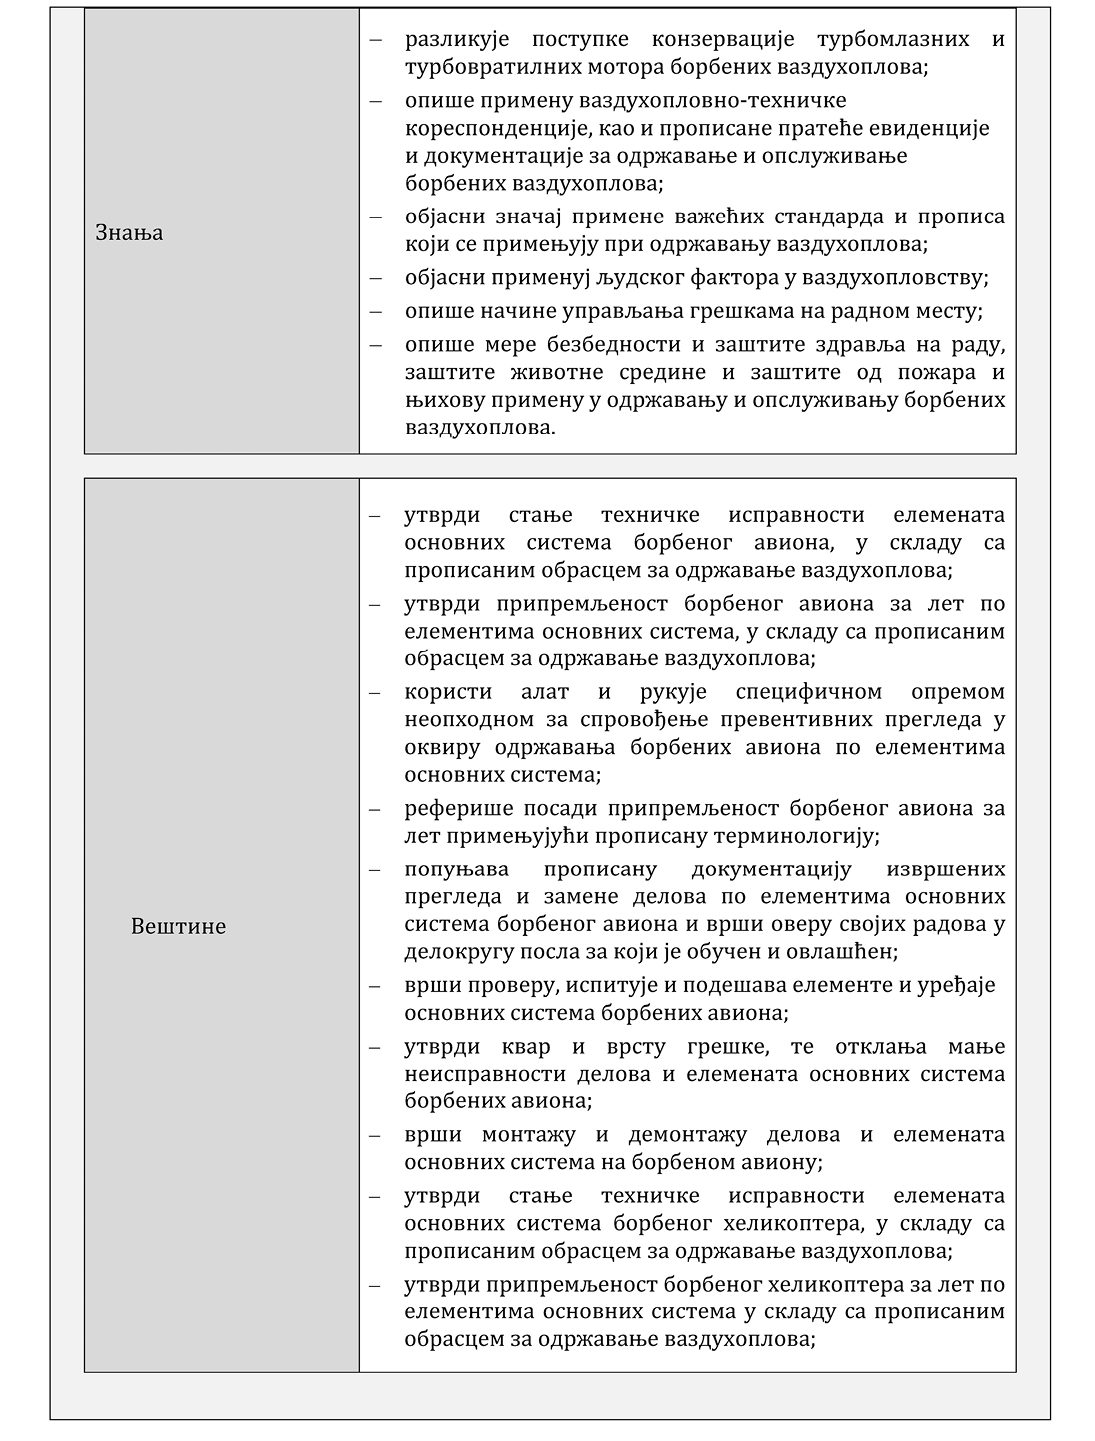 Знања
– разликује поступке конзервације турбомлазних и
турбовратилних мотора борбених ваздухоплова;
– опише примену ваздухопловно-техничке
кореспонденције, као и прописане пратеће евиденције
и документације за одржавање и опслуживање
борбених ваздухоплова;
– објасни значај примене важећих стандарда и прописа
који се примењују при одржавању ваздухоплова;
– објасни применуј људског фактора у ваздухопловству;
– опише начине управљања грешкама на радном месту;
– опише мере безбедности и заштите здравља на раду,
заштите животне средине и заштите од пожара и
њихову примену у одржавању и опслуживању борбених
ваздухоплова.
Вештине
– утврди стање техничке исправности елемената
основних система борбеног авиона, у складу са
прописаним обрасцем за одржавање ваздухоплова;
– утврди припремљеност борбеног авиона за лет по
елементима основних система, у складу са прописаним
обрасцем за одржавање ваздухоплова;
– користи алат и рукује специфичном опремом
неопходном за спровођење превентивних прегледа у
оквиру одржавања борбених авиона по елементима
основних система;
– реферише посади припремљеност борбеног авиона за
лет примењујући прописану терминологију;
– попуњава прописану документацију извршених
прегледа и замене делова по елементима основних
система борбеног авиона и врши оверу својих радова у
делокругу посла за који је обучен и овлашћен;
– врши проверу, испитује и подешава елементе и уређаје
основних система борбених авиона;
– утврди квар и врсту грешке, те отклања мање
неисправности делова и елемената основних система
борбених авиона;
– врши монтажу и демонтажу делова и елемената
основних система на борбеном авиону;
– утврди стање техничке исправности елемената
основних система борбеног хеликоптера, у складу са
прописаним обрасцем за одржавање ваздухоплова;
– утврди припремљеност борбеног хеликоптера за лет по
елементима основних система у складу са прописаним
обрасцем за одржавање ваздухоплова;